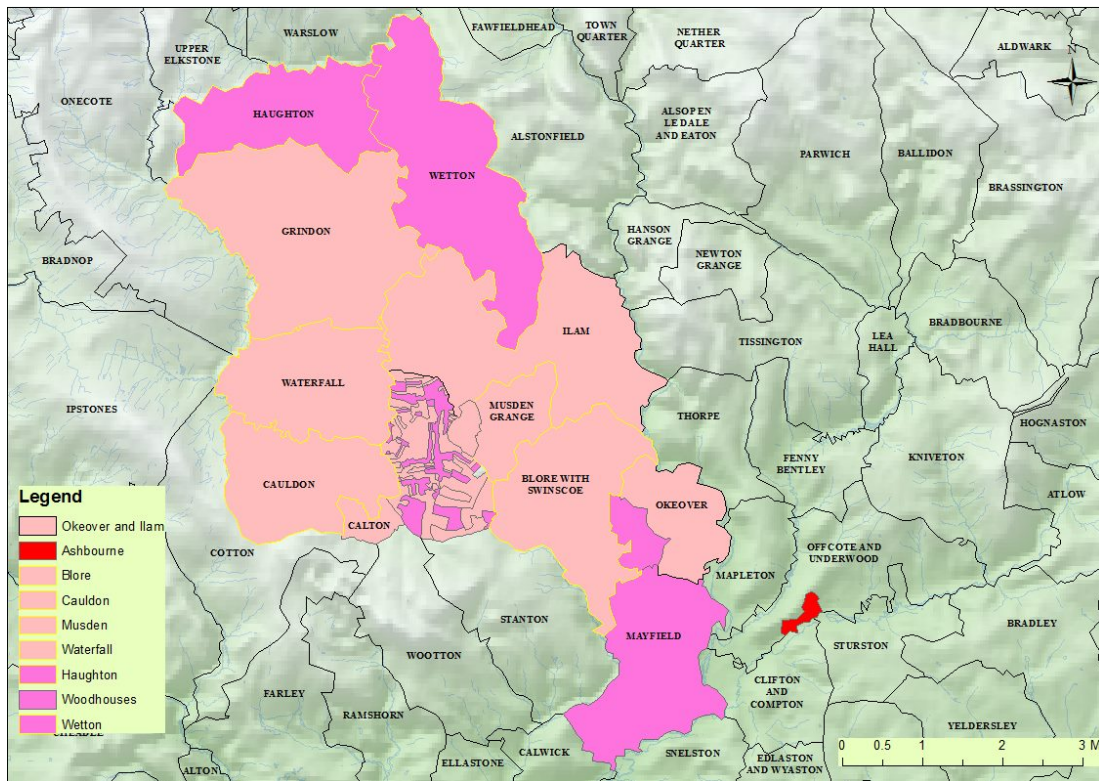 WARSLOW
FAWFIELDHEAD
TOWN
QUARTER
NETHER
QUARTER
ALDWARK
N
UPPER
ELKSTONE
ONECOTE
HAUGHTON
ALSTONFIELD
ALSOP EN
LE DALE
AND EATON
PARWICH
BALLIDON
BRASSINGTON
WETTON
GRINDON
HANSON
GRANGE
NEWTON
GRANGE
BRADNOP
ILAM
TISSINGTON
LEA
HALL
BRADBOURNE
WATERFALL
IPSTONES
MUSDEN
GRANGE
THORPE
HOGNASTON
FENNY
BENTLEY
KNIVETON
CAULDON
BLORE WITH
SWINSCOE
OKEOVER
ATLOW
CALTON
COTTON
OFFCOTE AND
UNDERWOOD
MAPLETON
STANTON
MAYFIELD
BRADLEY
STURSTON
WOOTTON
FARLEY
RAMSHORN
CLIFTON
AND
COMPTON
YELDERSLEY
CHEADLE
ALTON
ELLASTONE
CALWICK
SNELSTON
EDLASTON
AND WYASTON
Legend
Okeover and Ilam
Ashbourne
Blore
Cauldon
Musden
Waterfall
Haughton
Woodhouses
Wetton
0 0.5 1 2 3 M